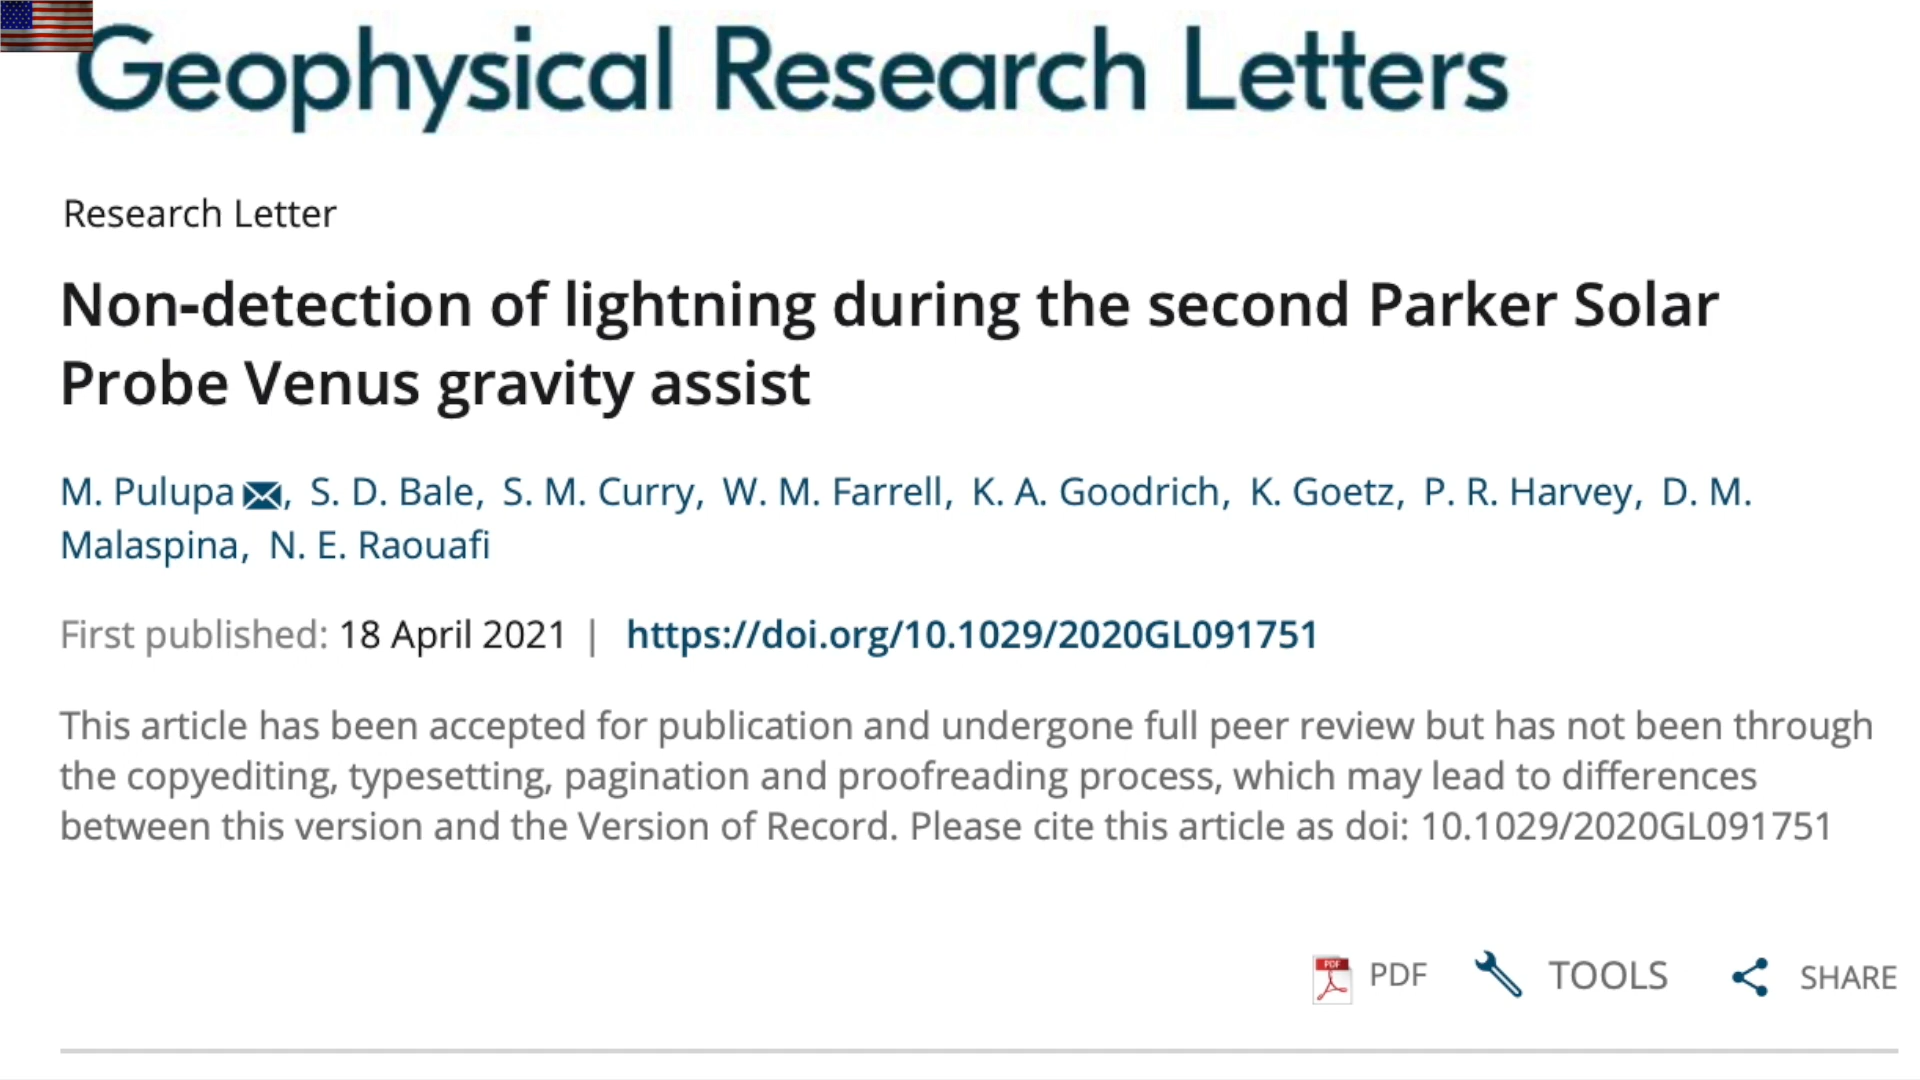 Geophysical Research Letters
Research Letter
Non-detection of lightning during the second Parker Solar
Probe Venus gravity assist
M. Pulupa, S. D. Bale, S. M. Curry, W. M. Farrell, K. A. Goodrich, K. Goetz, P. R. Harvey, D. M.
Malaspina, N. E. Raouafi
First published: 18 April 2021 | https://doi.org/10.1029/2020GL091751
This article has been accepted for publication and undergone full peer review but has not been through
the copyediting, typesetting, pagination and proofreading process, which may lead to differences
between this version and the Version of Record. Please cite this article as doi: 10.1029/2020GL091751
PDF PDF TOOLS SHARE